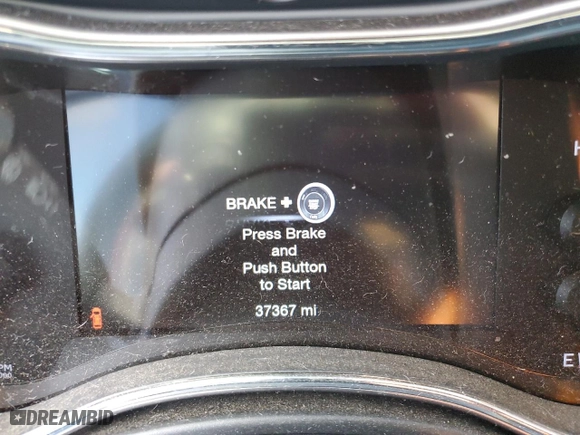 BRAKE +
Press Brake
and
Push Button
to Start
37367 mi
H
E
DREAMBID